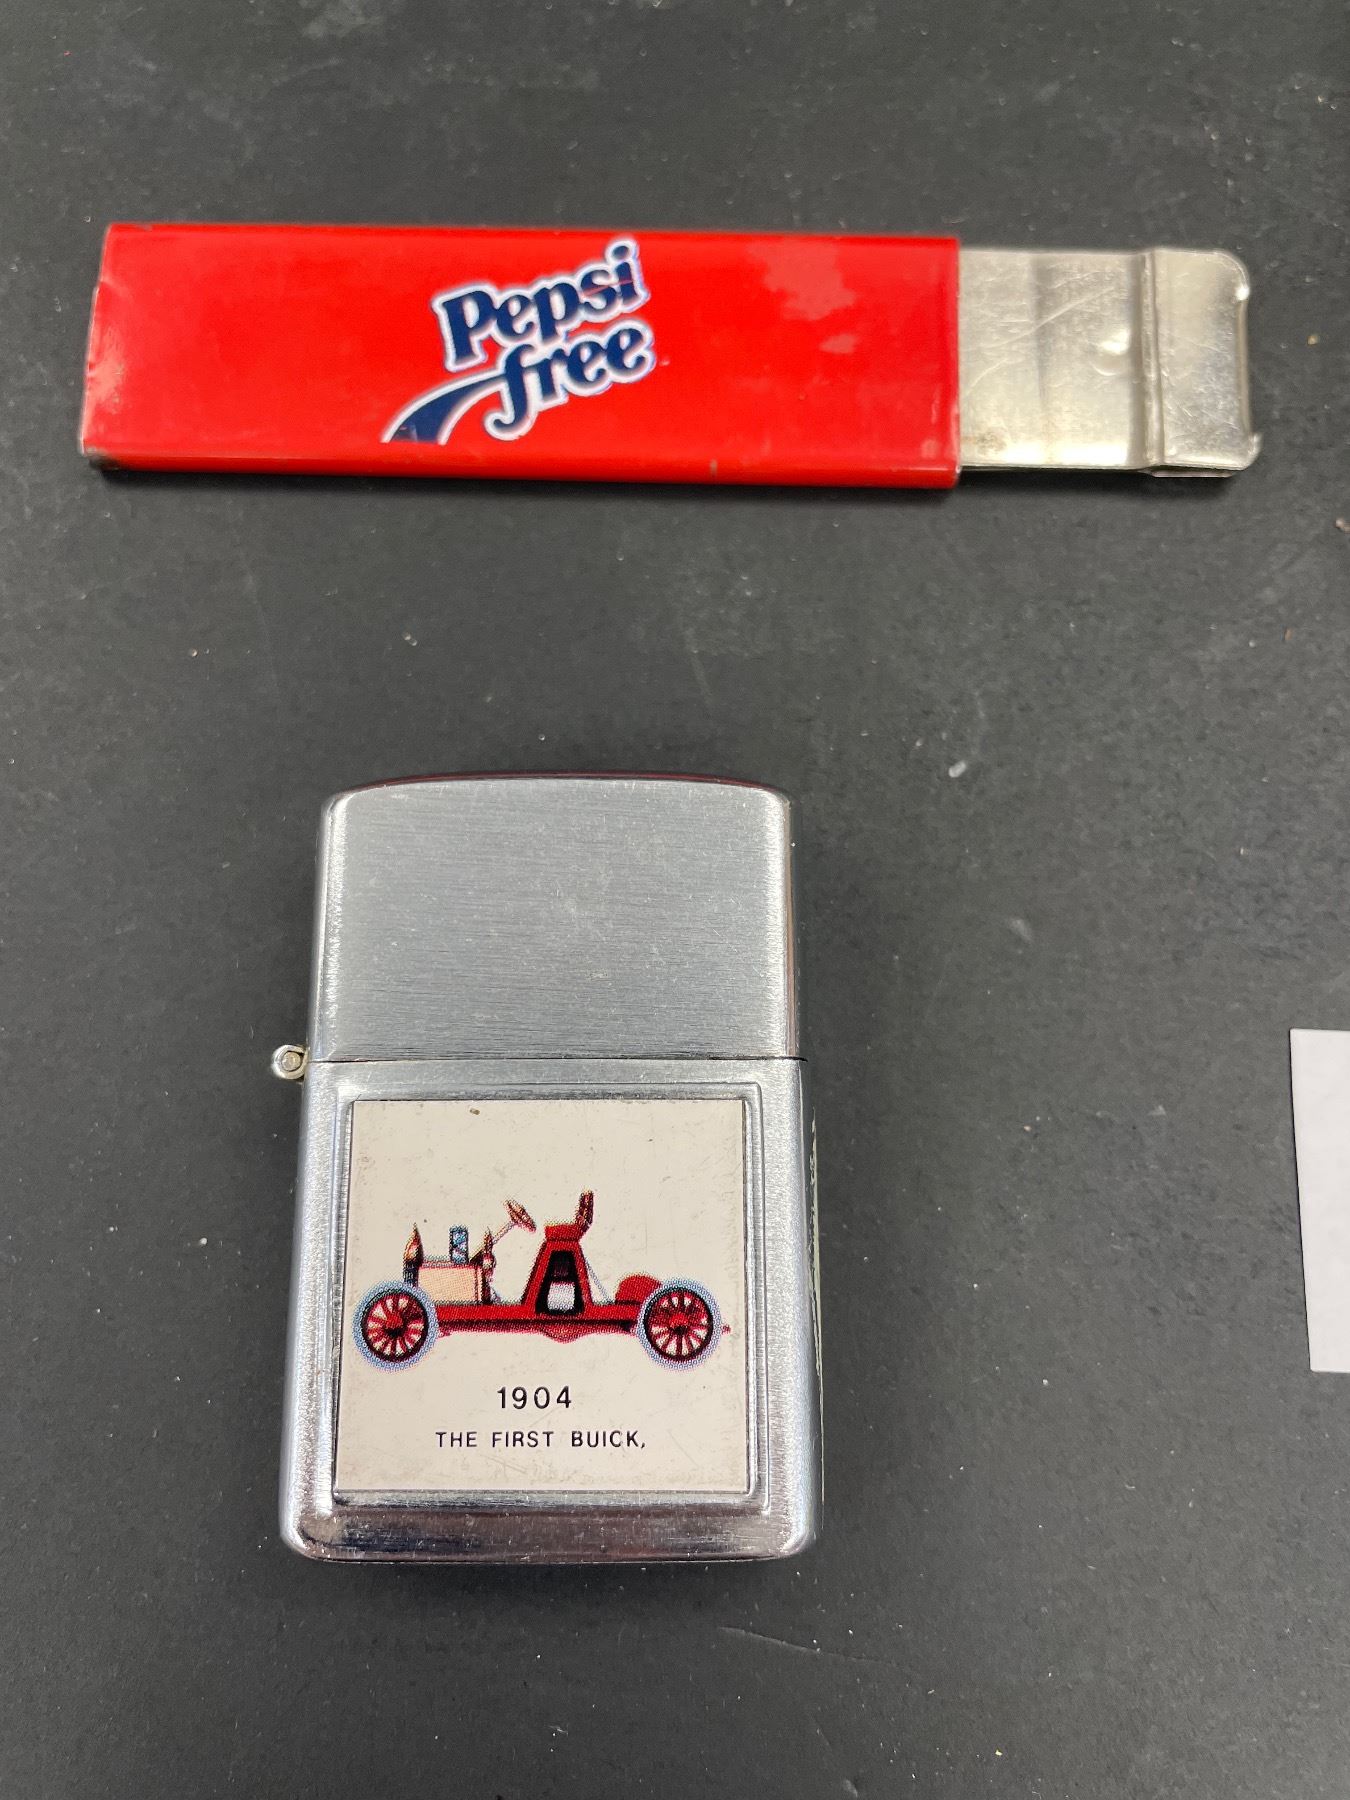 Pepsi
free
1904
THE FIRST BUICK,